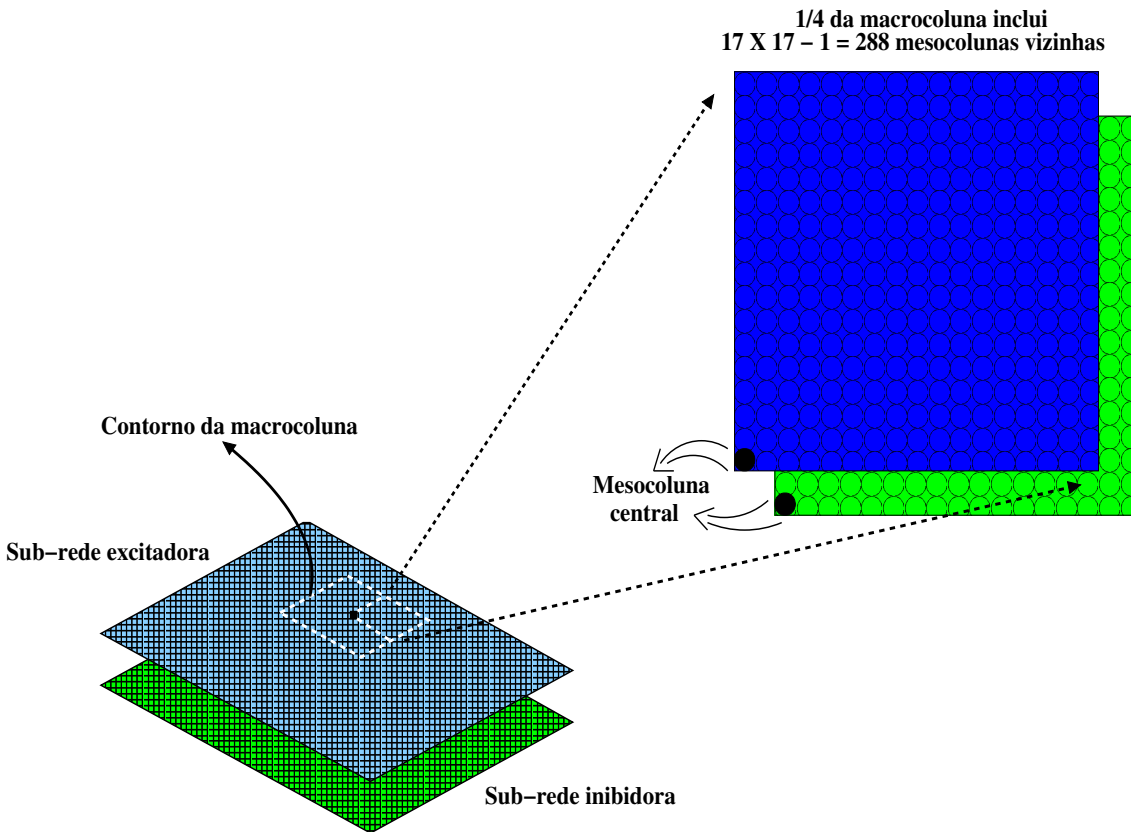 1/4 da macrocoluna inclui
17 X 17 − 1 = 288 mesocolunas vizinhas
Contorno da macrocoluna
Mesocoluna
central
Sub−rede excitadora
Sub−rede inibidora